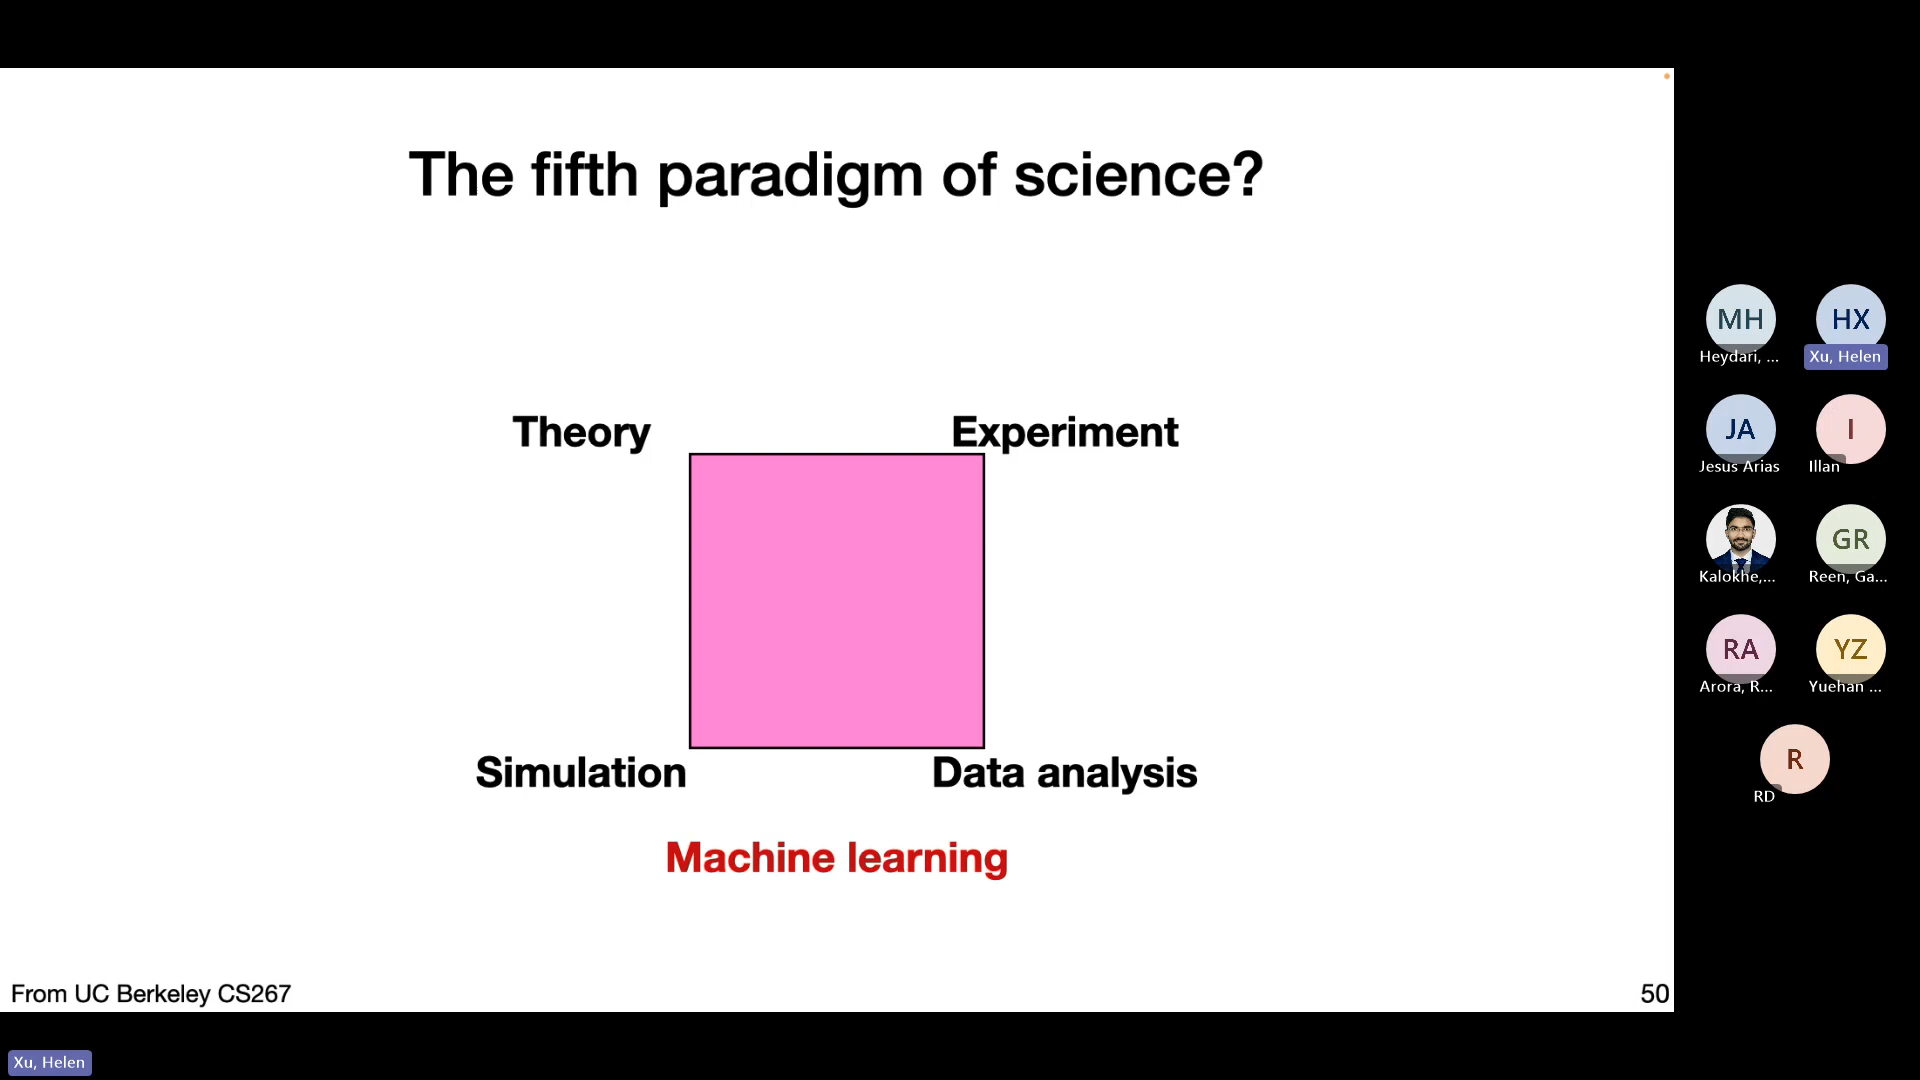 The fifth paradigm of science?
Theory
Experiment
Simulation
Data analysis
Machine learning
From UC Berkeley CS267
50
MH
Heydari, ...
HX
Xu, Helen
JA
Jesus Arias
I
Illan
Kalokhe,...
GR
Reen, Ga...
RA
Arora, R...
YZ
Yuehan ...
R
RD
Xu, Helen